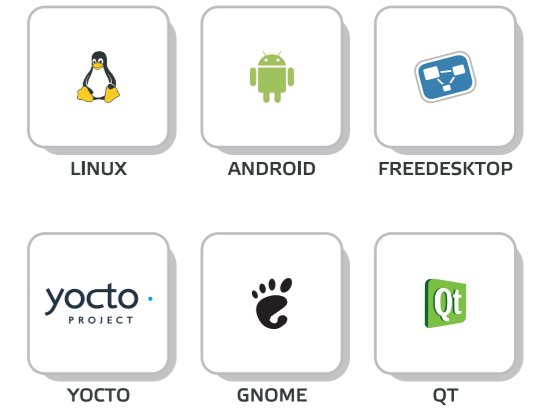 LINUX
ANDROID
FREEDESKTOP
yocto
PROJECT
Qt
YOCTO
GNOME
QT